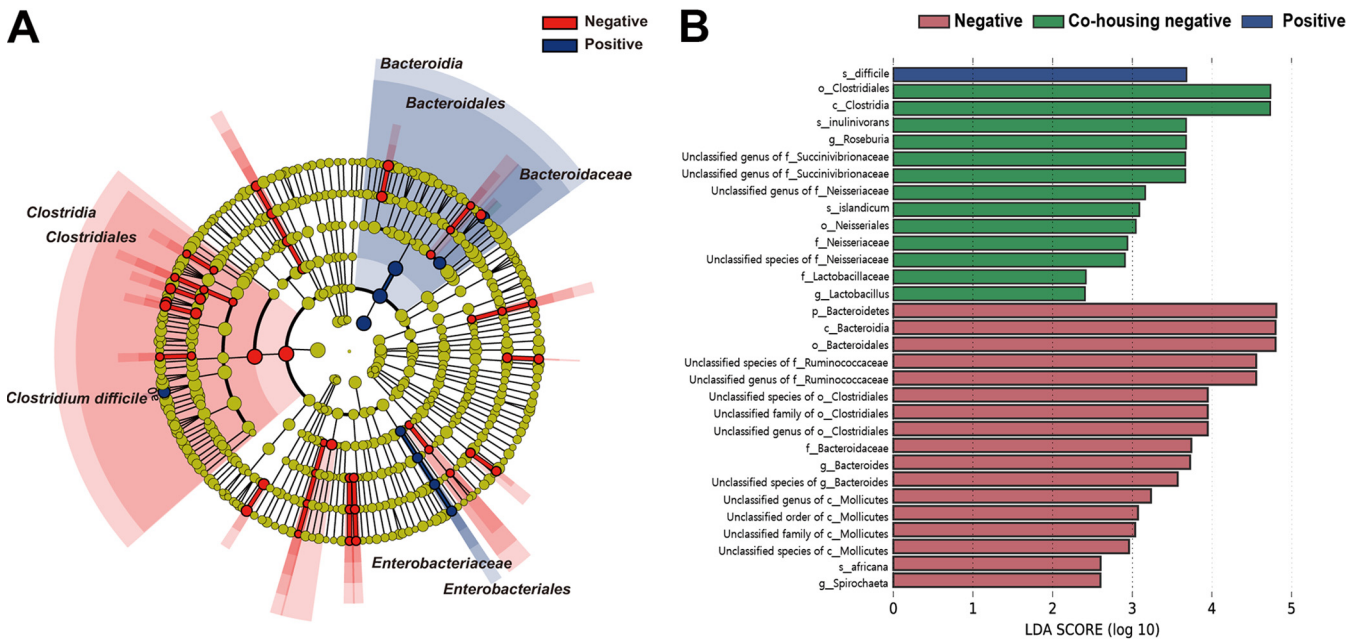 A
Negative
Positive
Bacteroidia
Bacteroidales
Bacteroidaceae
Clostridia
Clostridiales
Clostridium difficile
Enterobacteriaceae
Enterobacteriales
B
Negative Co-housing negative Positive
s__difficile
o__Clostridiales
c__Clostridia
s__inulinivorans
g__Roseburia
Unclassified genus of f__Succinivibrionaceae
Unclassified genus of f__Succinivibrionaceae
Unclassified genus of f__Neisseriaceae
s__islandicum
o__Neisseriales
f__Neisseriaceae
Unclassified species of f__Neisseriaceae
f__Lactobacillaceae
g__Lactobacillus
p__Bacteroidetes
c__Bacteroidia
o__Bacteroidales
Unclassified species of f__Ruminococcaceae
Unclassified genus of f__Ruminococcaceae
Unclassified species of o__Clostridiales
Unclassified family of o__Clostridiales
Unclassified genus of o__Clostridiales
f__Bacteroidaceae
g__Bacteroides
Unclassified species of g__Bacteroides
Unclassified genus of c__Mollicutes
Unclassified order of c__Mollicutes
Unclassified family of c__Mollicutes
Unclassified species of c__Mollicutes
s__africana
g__Spirochaeta
0 1 2 3 4 5
LDA SCORE (log 10)